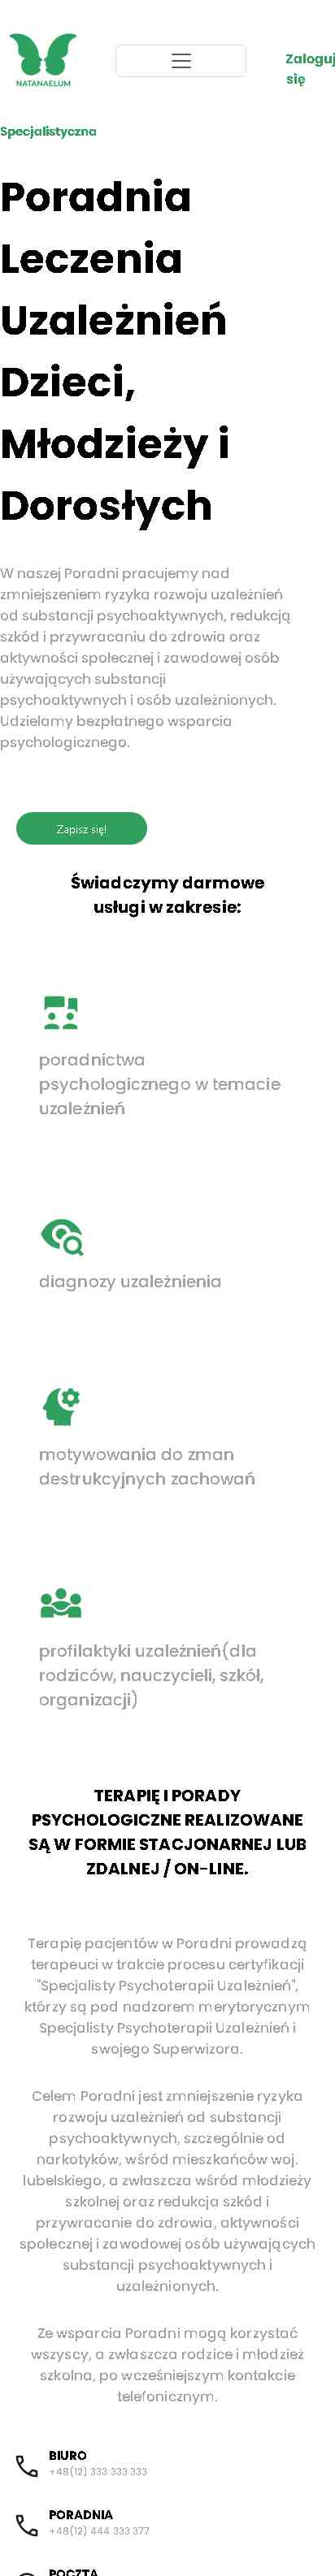 NATANAELUM
Zaloguj
się
Specjalistyczna
Poradnia
Leczenia
Uzależnień
Dzieci,
Młodzieży i
Dorosłych
W naszej Poradni pracujemy nad
zmniejszeniem ryzyka rozwoju uzależnień
od substancji psychoaktywnych, redukcją
szkód i przywracaniu do zdrowia oraz
aktywności społecznej i zawodowej osób
używających substancji
psychoaktywnych i osób uzależnionych.
Udzielamy bezpłatnego wsparcia
psychologicznego.
Zapisz się!
Świadczymy darmowe
usługi w zakresie:
poradnictwa
psychologicznego w temacie
uzależnień
diagnozy uzależnienia
motywowania do zman
destrukcyjnych zachowań
profilaktyki uzależnień(dla
rodziców, nauczycieli, szkół,
organizacji)
TERAPIĘ I PORADY
PSYCHOLOGICZNE REALIZOWANE
SĄ W FORMIE STACJONARNEJ LUB
ZDALNEJ / ON-LINE.
Terapię pacjentów w Poradni prowadzą
terapeuci w trakcie procesu certyfikacji
"Specjalisty Psychoterapii Uzależnień",
którzy są pod nadzorem merytorycznym
Specjalisty Psychoterapii Uzależnień i
swojego Superwizora.
Celem Poradni jest zmniejszenie ryzyka
rozwoju uzależnień od substancji
psychoaktywnych, szczególnie od
narkotyków, wśród mieszkańców woj.
lubelskiego, a zwłaszcza wśród młodzieży
szkolnej oraz redukcja szkód i
przywracanie do zdrowia, aktywności
społecznej i zawodowej osób używających
substancji psychoaktywnych i
uzależnionych.
Ze wsparcia Poradni mogą korzystać
wszyscy, a zwłaszcza rodzice i młodzież
szkolna, po wcześniejszym kontakcie
telefonicznym.
BIURO
+48(12) 333 333 333
PORADNIA
+48(12) 444 333 377
POCZTA